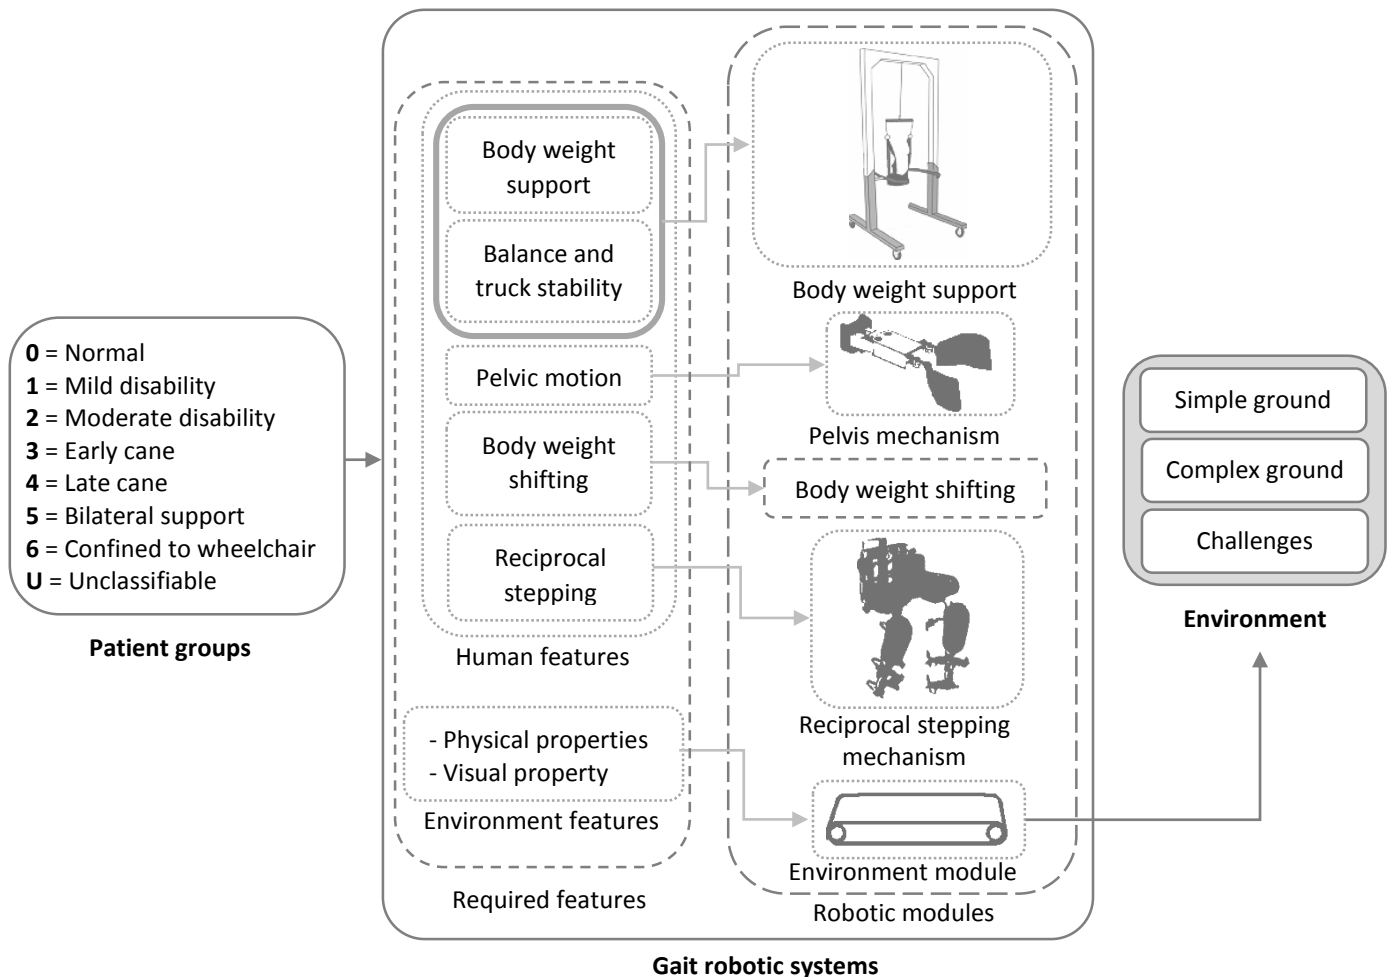 0 = Normal
1 = Mild disability
2 = Moderate disability
3 = Early cane
4 = Late cane
5 = Bilateral support
6 = Confined to wheelchair
U = Unclassifiable
Patient groups
Body weight
support
Balance and
truck stability
Pelvic motion
Body weight
shifting
Reciprocal
stepping
Human features
- Physical properties
- Visual property
Environment features
Required features
Body weight support
Pelvis mechanism
Body weight shifting
Reciprocal stepping
mechanism
Environment module
Robotic modules
Gait robotic systems
Simple ground
Complex ground
Challenges
Environment